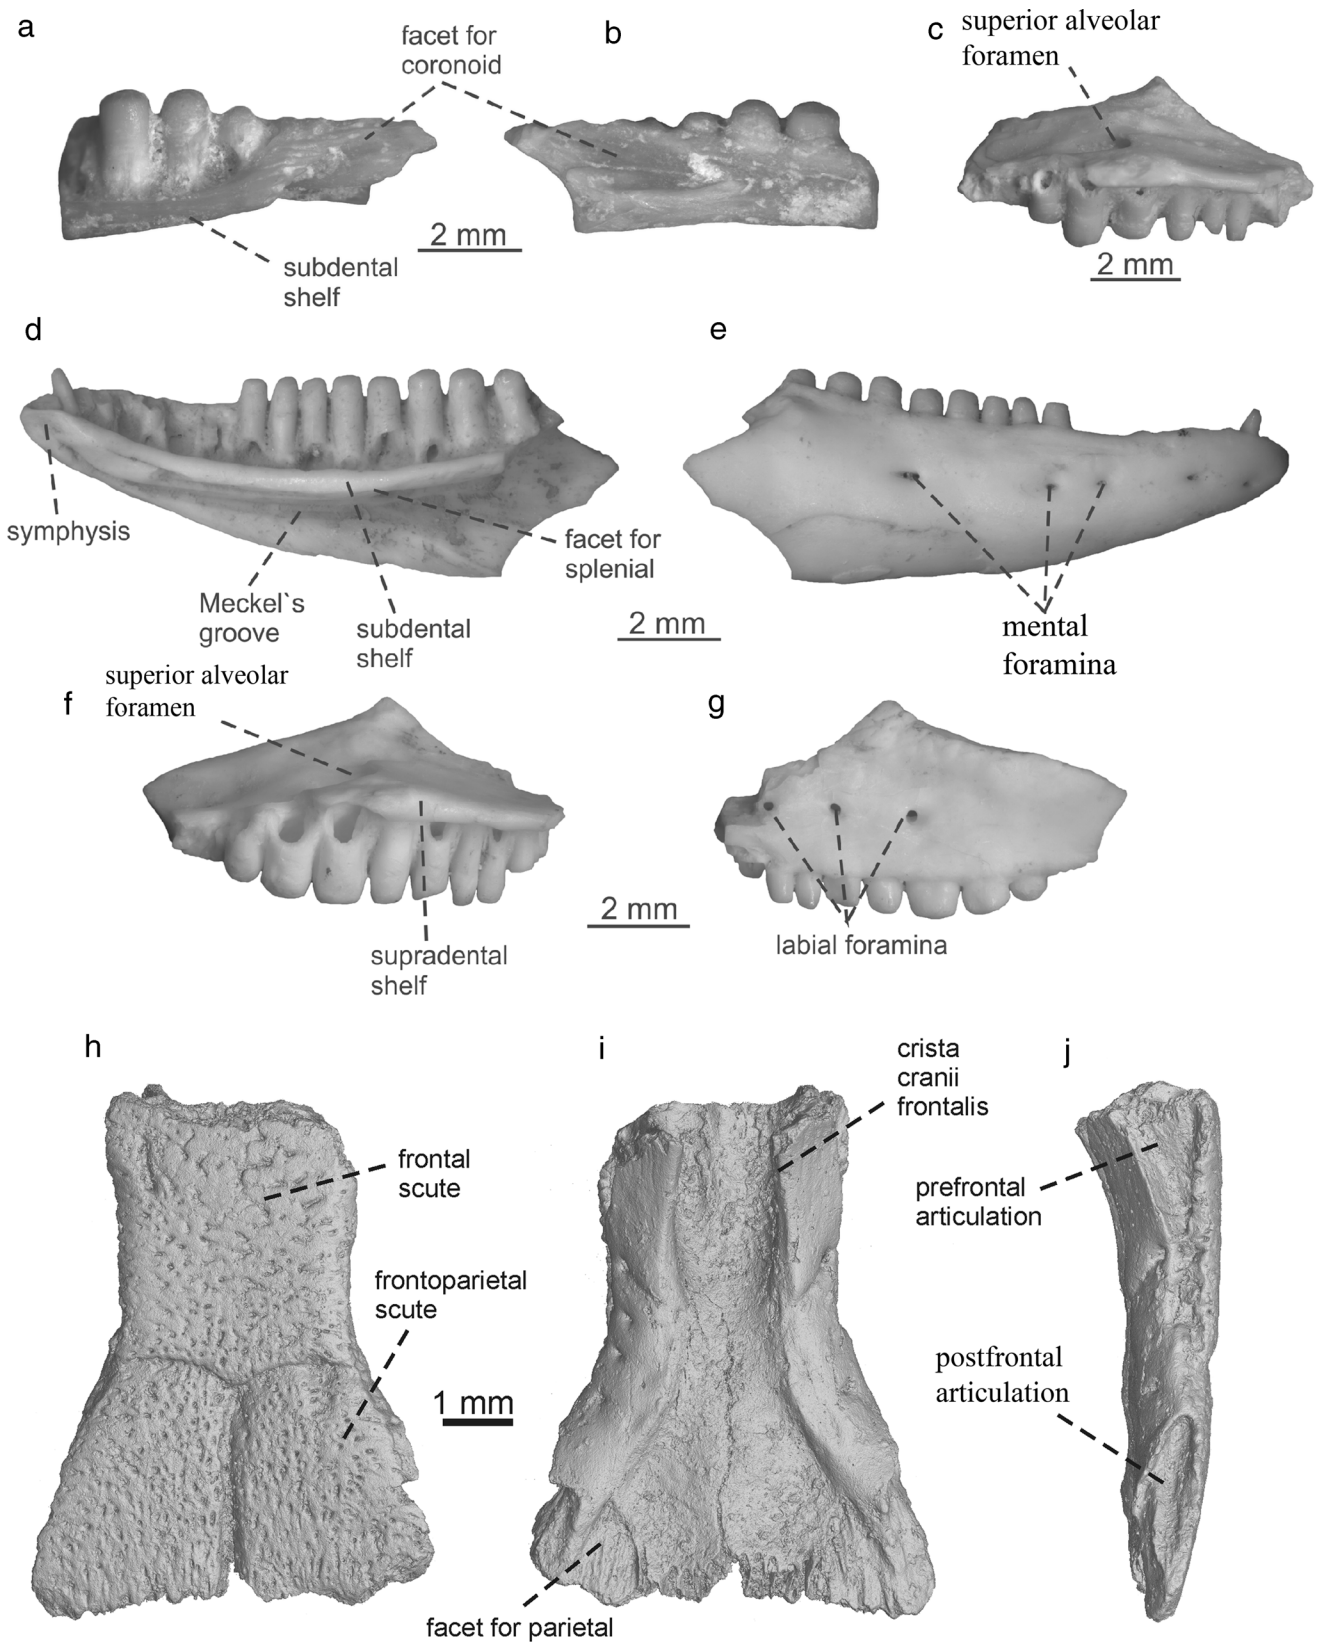 a
facet for
coronoid
b
c
superior alveolar
foramen
subdental
shelf
2 mm
2 mm
d
e
symphysis
facet for
splenial
Meckel`s
groove
subdental
shelf
2 mm
mental
foramina
f
superior alveolar
foramen
g
supradental
shelf
2 mm
labial foramina
h
i
crista
cranii
frontalis
j
frontal
scute
prefrontal
articulation
frontoparietal
scute
postfrontal
articulation
1 mm
facet for parietal